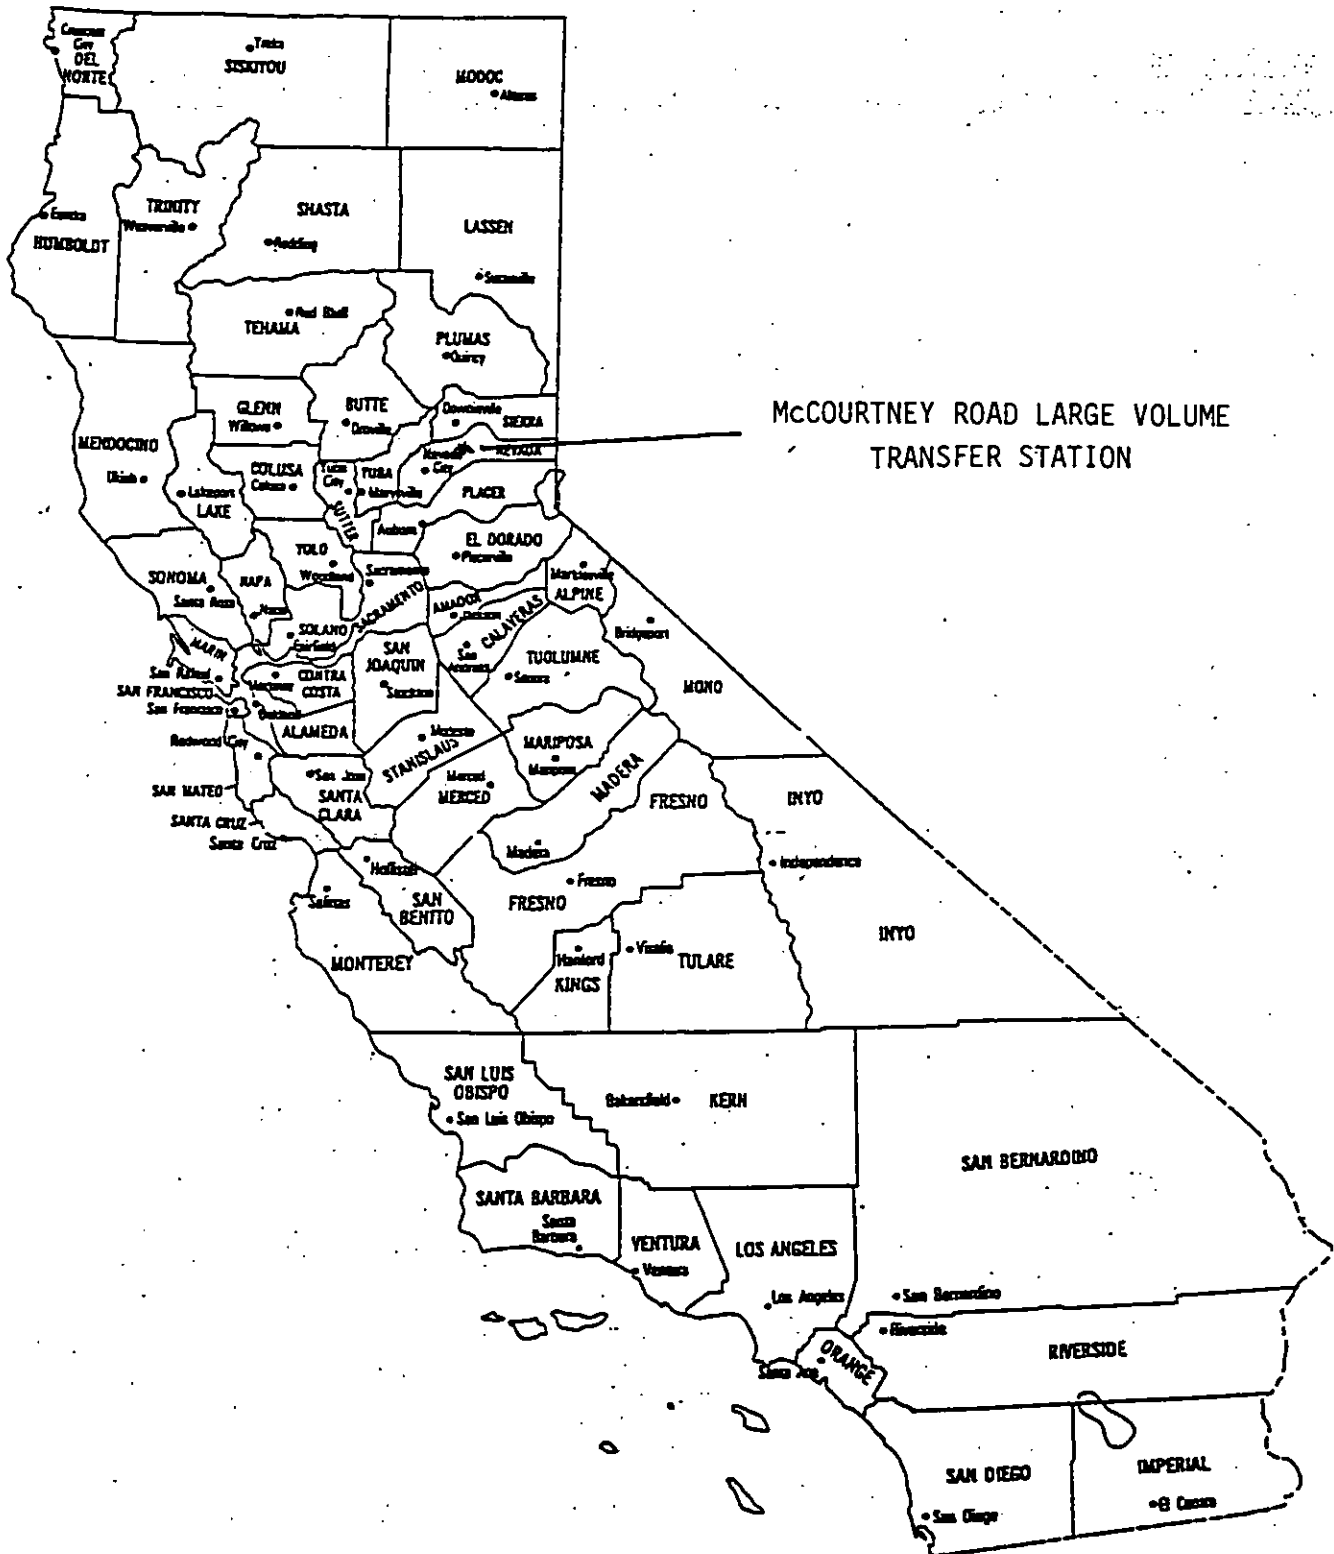 Crescent
City
DEL
NORTE
Yreka
SISKIYOU
MODOC
Alturas
Eureka
HUMBOLDT
TRINITY
Weaverville
SHASTA
Redding
LASSEN
Susanville
Red Bluff
TEHAMA
PLUMAS
Quincy
GLENN
Willows
BUTTE
Oroville
Downieville
SIERRA
McCOURTNEY ROAD LARGE VOLUME
TRANSFER STATION
MENDOCINO
Ukiah
Lakeport
LAKE
COLUSA
Colusa
Yuba
City
YUBA
Marysville
SUTTER
Nevada
City
NEVADA
PLACER
Auburn
EL DORADO
Placerville
YOLO
Woodland
Sacramento
SACRAMENTO
SONOMA
Santa Rosa
NAPA
Napa
SOLANO
Fairfield
AMADOR
Jackson
CALAVERAS
San
Andreas
Markleeville
ALPINE
Bridgeport
MONO
TUOLUMNE
Sonora
MARIN
San Rafael
SAN FRANCISCO
San Francisco
Martinez
CONTRA
COSTA
Oakland
ALAMEDA
SAN
JOAQUIN
Stockton
Redwood City
SAN MATEO
SANTA CRUZ
Santa Cruz
San Jose
SANTA
CLARA
Modesto
STANISLAUS
Merced
MERCED
MARIPOSA
Mariposa
MADERA
Madera
FRESNO
INYO
Independence
Hollister
SAN
BENITO
Salinas
MONTEREY
Fresno
FRESNO
Hanford
KINGS
Visalia
TULARE
INYO
SAN LUIS
OBISPO
San Luis Obispo
Bakersfield
KERN
SAN BERNARDINO
SANTA BARBARA
Santa
Barbara
VENTURA
Ventura
LOS ANGELES
Los Angeles
San Bernardino
Riverside
RIVERSIDE
ORANGE
Santa Ana
SAN DIEGO
San Diego
IMPERIAL
El Centro